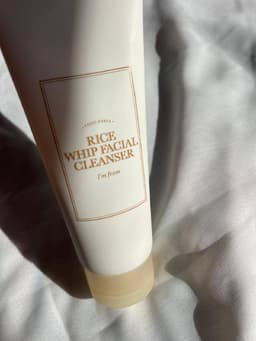 RICE
WHIP FACIAL
CLEANSER
I'm from